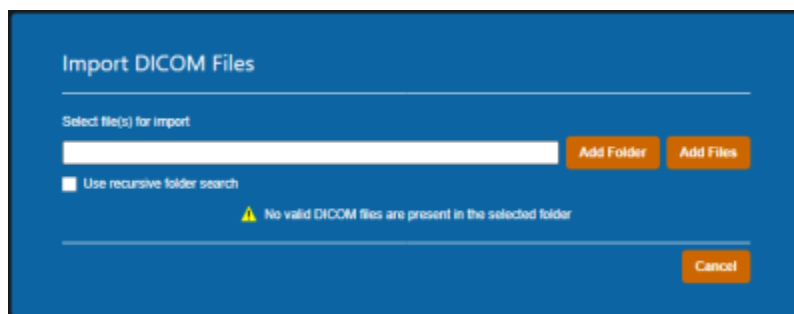 Import DICOM Files
Select file(s) for import
Add Folder Add Files
Use recursive folder search
No valid DICOM files are present in the selected folder
Cancel